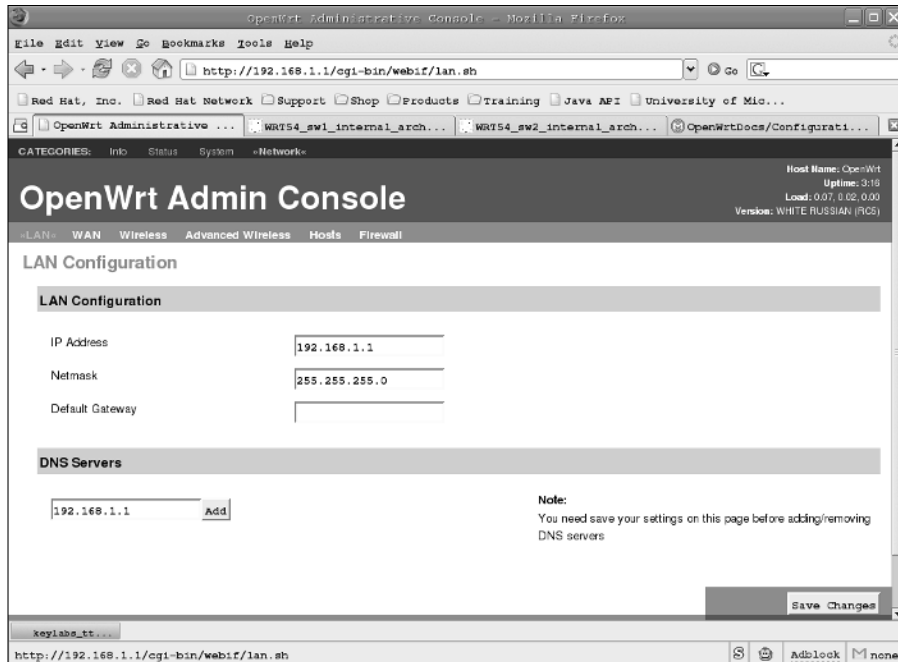 OpenWrt Administrative Console - Mozilla Firefox
File Edit View Go Bookmarks Tools Help
http://192.168.1.1/cgi-bin/webif/lan.sh Go
Red Hat, Inc. Red Hat Network Support Shop Products Training Java API University of Mic...
OpenWrt Administrative ... WRT54_sw1_internal_arch... WRT54_sw2_internal_arch... OpenWrtDocs/Configurati...
CATEGORIES: Info Status System »Network«
Host Name: OpenWrt
Uptime: 3:16
Load: 0.07, 0.02, 0.00
Version: WHITE RUSSIAN (RC5)
OpenWrt Admin Console
»LAN« WAN Wireless Advanced Wireless Hosts Firewall
LAN Configuration
LAN Configuration
IP Address 192.168.1.1
Netmask 255.255.255.0
Default Gateway
DNS Servers
192.168.1.1 Add
Note:
You need save your settings on this page before adding/removing
DNS servers
Save Changes
keylabs_tt...
http://192.168.1.1/cgi-bin/webif/lan.sh Adblock none